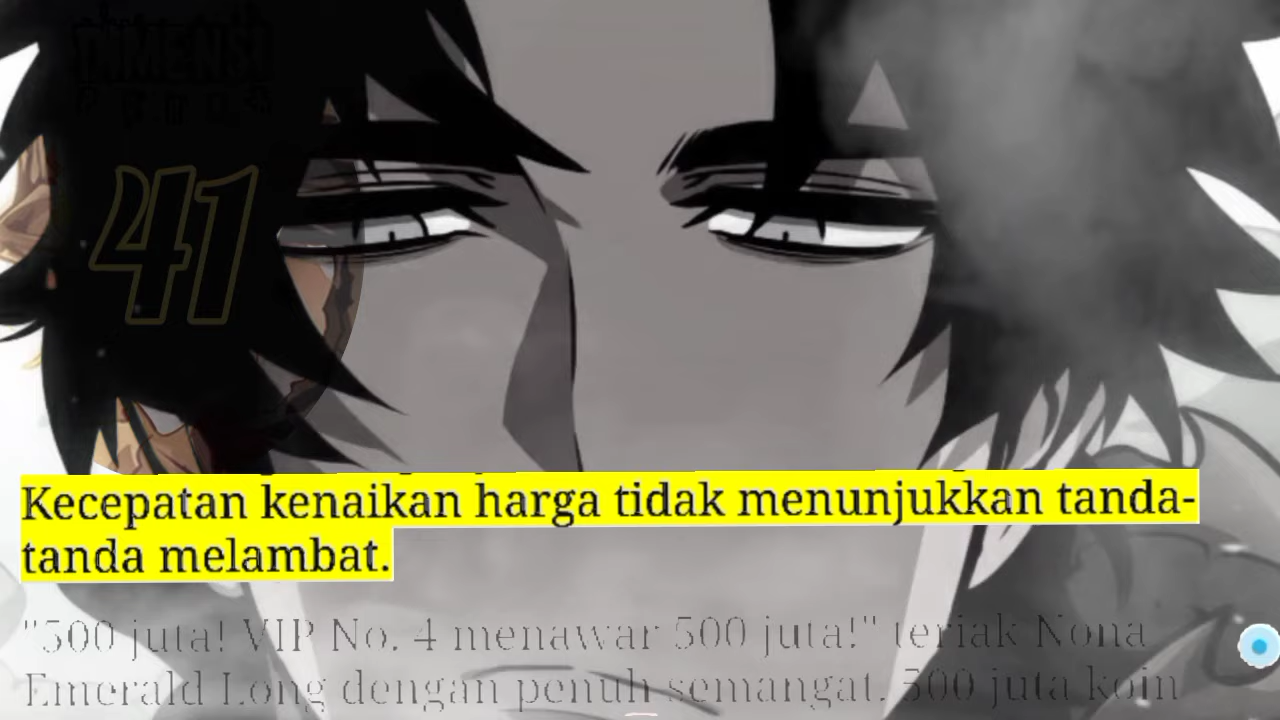 DIMENSI
41
Kecepatan kenaikan harga tidak menunjukkan tanda-
tanda melambat.
"500 juta! VIP No. 4 menawar 500 juta!" teriak Nona
Emerald Long dengan penuh semangat. 500 juta koin